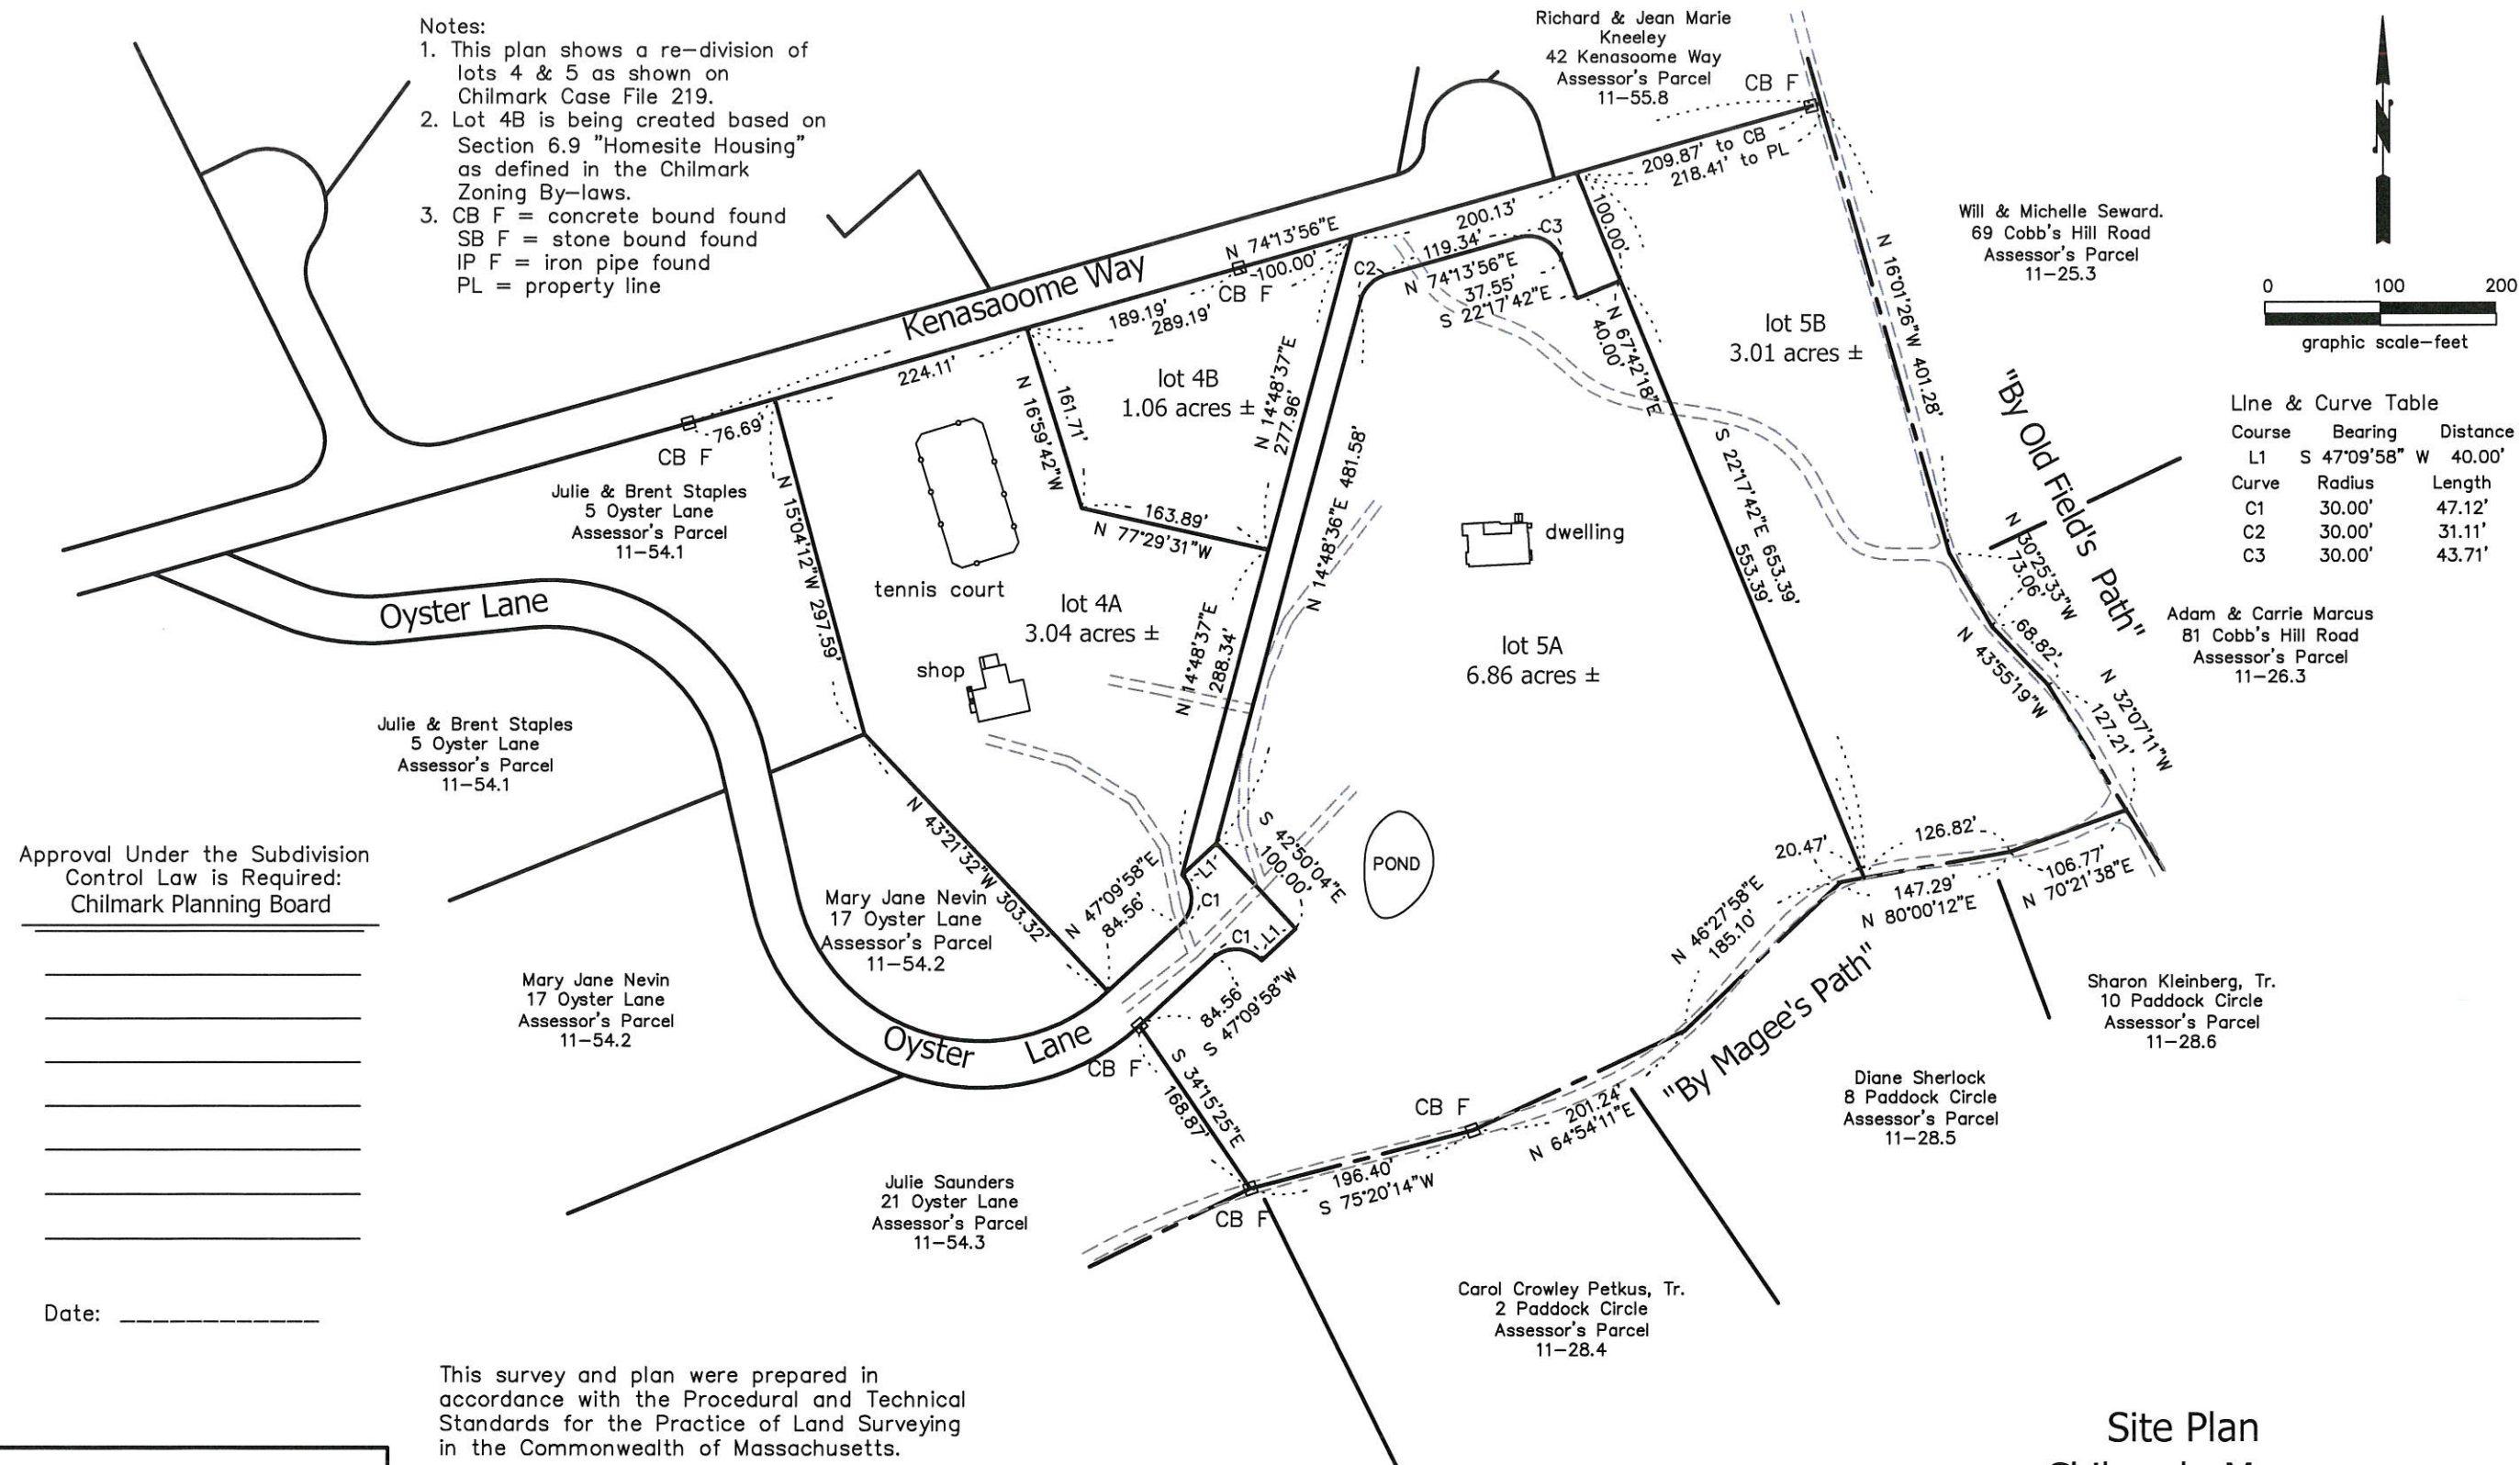 Notes:
1. This plan shows a re-division of
lots 4 & 5 as shown on
Chilmark Case File 219.
2. Lot 4B is being created based on
Section 6.9 "Homesite Housing"
as defined in the Chilmark
Zoning By-laws.
3. CB F = concrete bound found
SB F = stone bound found
IP F = iron pipe found
PL = property line
Richard & Jean Marie
Kneeley
42 Kenasoome Way
Assessor's Parcel
11-55.8
CB F
209.87' to CB
218.41' to PL
N
0 100 200
graphic scale-feet
Will & Michelle Seward.
69 Cobb's Hill Road
Assessor's Parcel
11-25.3
LIne & Curve Table
Course Bearing Distance
L1 S 47°09'58" W 40.00'
Curve Radius Length
C1 30.00' 47.12'
C2 30.00' 31.11'
C3 30.00' 43.71'
Kenasaoome Way
N 74°13'56"E
100.00'
CB F
189.19'
289.19'
224.11'
76.69'
CB F
200.13'
119.34'
C3
C2
N 74°13'56"E
37.55'
S 22°17'42"E
100.00'
N 67°42'18"E
40.00'
lot 5B
3.01 acres ±
N 16°01'26"W 401.28'
"By Old Field's Path"
lot 4B
1.06 acres ±
N 16°59'42"W
161.71'
N 14°48'37"E
277.96'
163.89'
N 77°29'31"W
N 14°48'36"E 481.58'
S 22°17'42"E 653.39'
553.39'
dwelling
Julie & Brent Staples
5 Oyster Lane
Assessor's Parcel
11-54.1
N 15°04'12"W 297.59'
tennis court
lot 4A
3.04 acres ±
shop
N 14°48'37"E
288.34'
lot 5A
6.86 acres ±
N 30°25'33"W
73.06'
68.82'
N 43°55'19"W
N 32°07'11"W
127.21'
Adam & Carrie Marcus
81 Cobb's Hill Road
Assessor's Parcel
11-26.3
Oyster Lane
Julie & Brent Staples
5 Oyster Lane
Assessor's Parcel
11-54.1
Approval Under the Subdivision
Control Law is Required:
Chilmark Planning Board
Date:
N 43°21'32"W 303.32'
Mary Jane Nevin
17 Oyster Lane
Assessor's Parcel
11-54.2
N 47°09'58"E
84.56'
L1
C1
S 42°50'04"E
100.00'
C1
L1
POND
84.56'
S 47°09'58"W
20.47'
126.82'
147.29'
N 80°00'12"E
106.77'
N 70°21'38"E
N 46°27'58"E
185.10'
"By Magee's Path"
Mary Jane Nevin
17 Oyster Lane
Assessor's Parcel
11-54.2
Oyster Lane
CB F
S 34°15'25"E
168.87'
Sharon Kleinberg, Tr.
10 Paddock Circle
Assessor's Parcel
11-28.6
Diane Sherlock
8 Paddock Circle
Assessor's Parcel
11-28.5
CB F
201.24'
N 64°54'11"E
196.40'
S 75°20'14"W
CB F
Julie Saunders
21 Oyster Lane
Assessor's Parcel
11-54.3
Carol Crowley Petkus, Tr.
2 Paddock Circle
Assessor's Parcel
11-28.4
This survey and plan were prepared in
accordance with the Procedural and Technical
Standards for the Practice of Land Surveying
in the Commonwealth of Massachusetts.
Site Plan